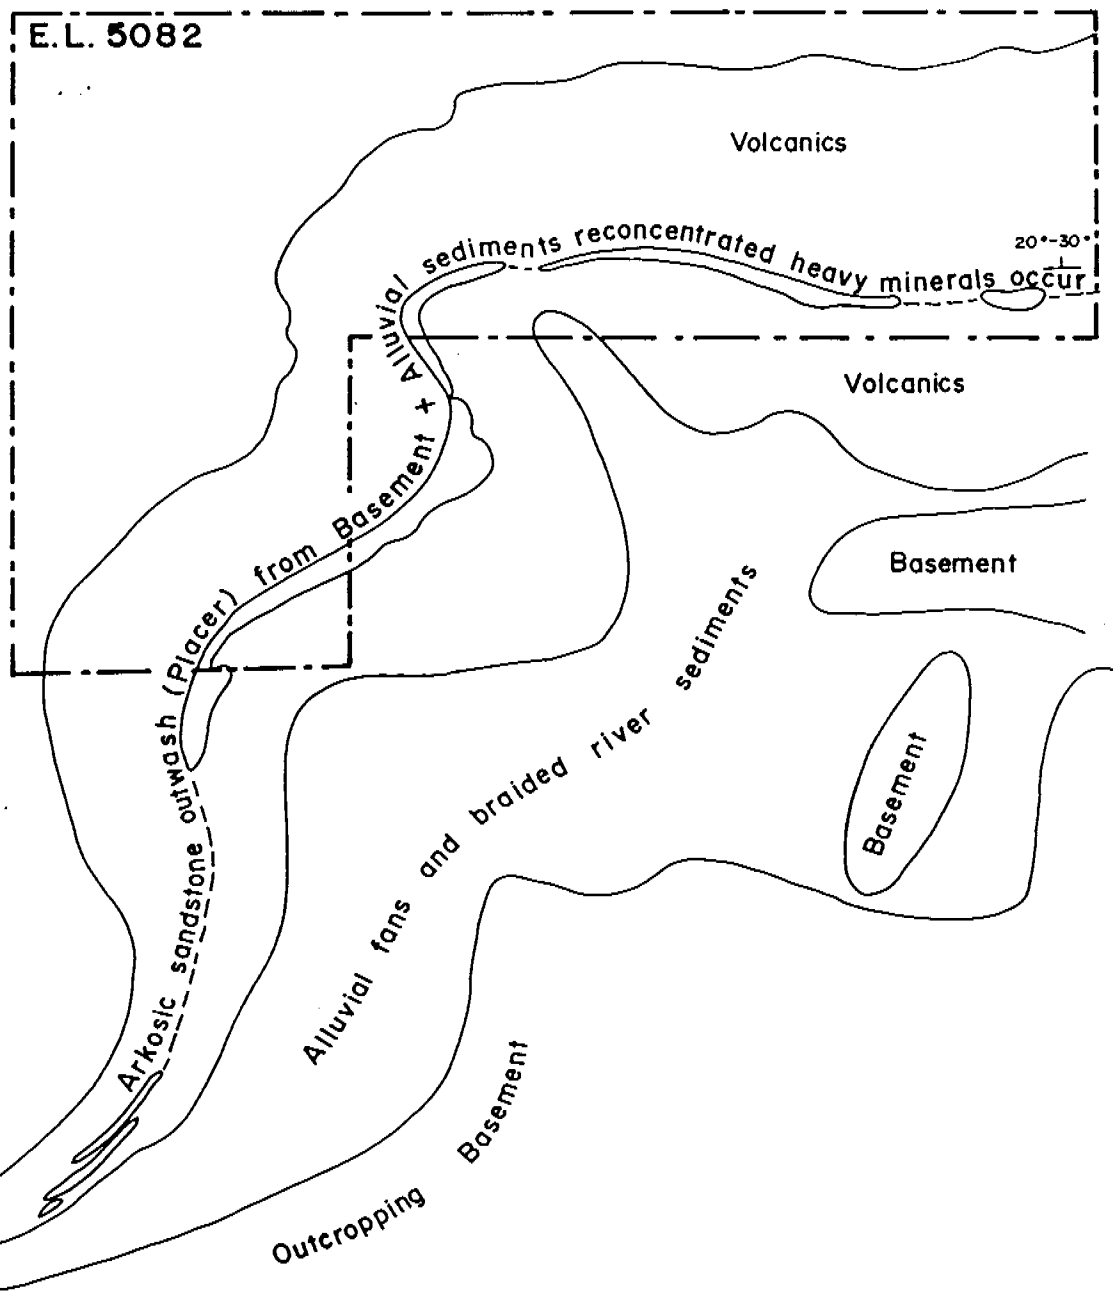 E.L. 5082
Volcanics
20°-30°
Arkosic sandstone outwash (Placer) from Basement + Alluvial sediments reconcentrated heavy minerals occur
Volcanics
Basement
Basement
Alluvial fans and braided river sediments
Outcropping Basement